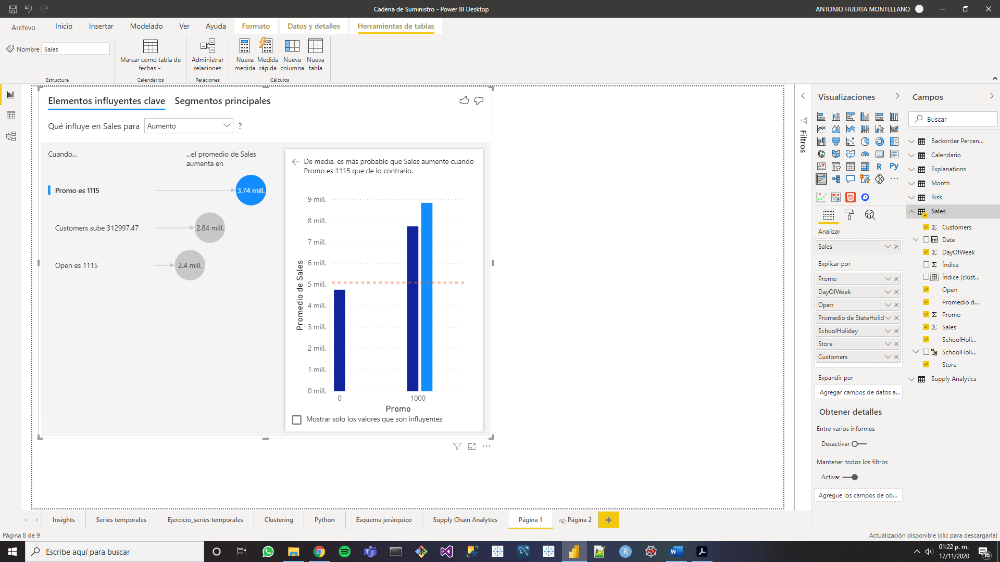 Cadena de Suministro - Power BI Desktop
ANTONIO HUERTA MONTELLANO
Archivo
Inicio
Insertar
Modelado
Ver
Ayuda
Formato
Datos y detalles
Herramientas de tablas
Nombre
Sales
Marcar como tabla de
fechas
Administrar
relaciones
Nueva
medida
Medida
rápida
Nueva
columna
Nueva
tabla
Estructura
Calendarios
Relaciones
Cálculos
Elementos influyentes clave
Segmentos principales
Qué influye en Sales para
Aumento
?
Cuando...
...el promedio de Sales
aumenta en
Promo es 1115
3.74 mill.
Customers sube 312997.47
2.84 mill.
Open es 1115
2.4 mill.
De media, es más probable que Sales aumente cuando
Promo es 1115 que de lo contrario.
9 mill.
8 mill.
7 mill.
6 mill.
5 mill.
4 mill.
3 mill.
2 mill.
1 mill.
0 mill.
Promedio de Sales
0
1000
Promo
Mostrar solo los valores que son influyentes
Filtros
Visualizaciones
R
Py
123
5
Analizar
Sales
Explicar por
Promo
DayOfWeek
Open
Promedio de StateHolid
SchoolHoliday
Store
Customers
Expandir por
Agregar campos de datos a...
Obtener detalles
Entre varios informes
Desactivar
Mantener todos los filtros
Activar
Agregue los campos de ob...
Campos
Buscar
Backorder Percen...
Calendario
Explanations
Month
Risk
Sales
Customers
Date
DayOfWeek
Índice
Índice (clúst...
Open
Promedio d...
Promo
Sales
SchoolHoli...
SchoolHoli...
Store
Supply Analytics
Insights
Series temporales
Ejercicio_series temporales
Clustering
Python
Esquema jerárquico
Supply Chain Analytics
Página 1
Página 2
Página 8 de 9
Actualización disponible (clic para descargarla)
Escribe aquí para buscar
01:22 p. m.
17/11/2020
16